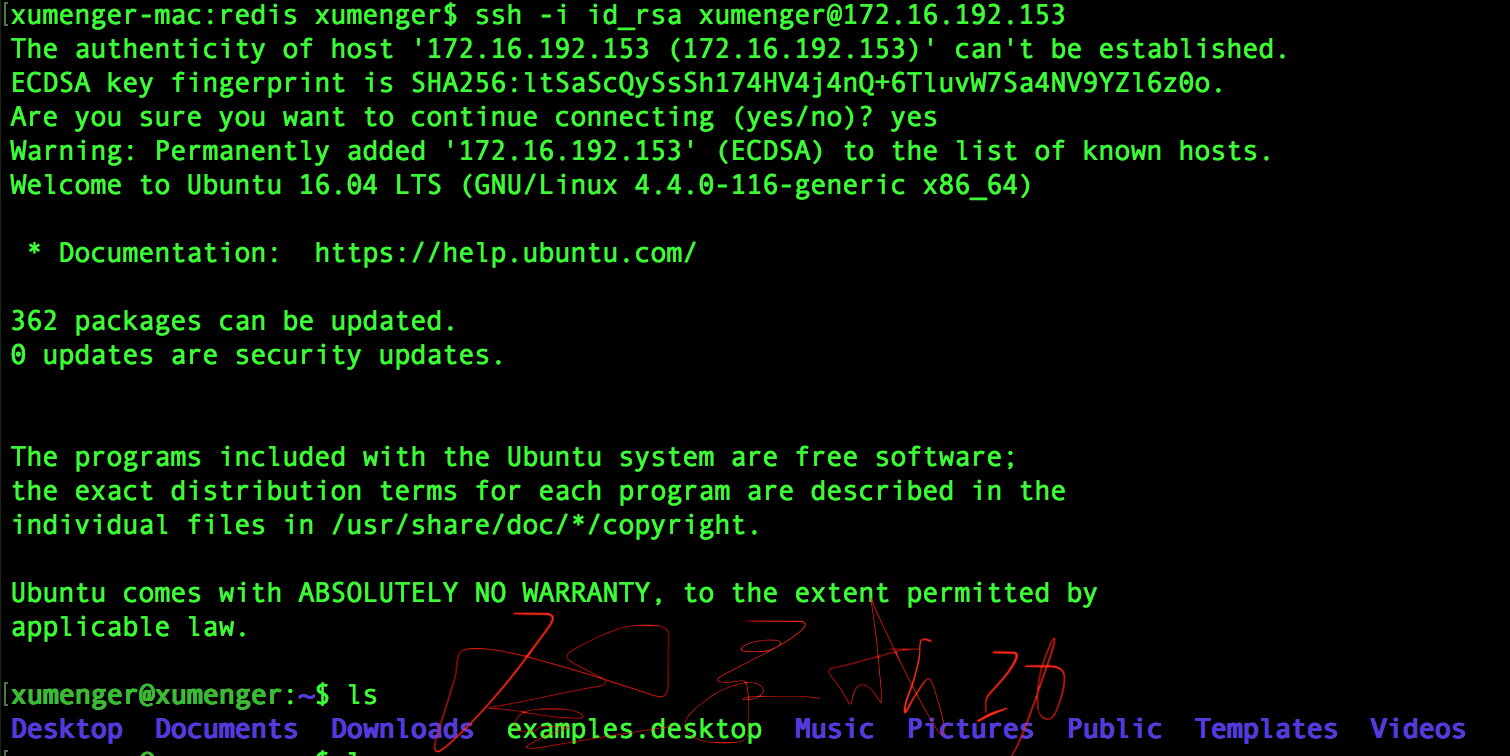 [xumenger-mac:redis xumenger$ ssh -i id_rsa xumenger@172.16.192.153
The authenticity of host '172.16.192.153 (172.16.192.153)' can't be established.
ECDSA key fingerprint is SHA256:ltSaScQySsSh174HV4j4nQ+6TluvW7Sa4NV9YZl6z0o.
Are you sure you want to continue connecting (yes/no)? yes
Warning: Permanently added '172.16.192.153' (ECDSA) to the list of known hosts.
Welcome to Ubuntu 16.04 LTS (GNU/Linux 4.4.0-116-generic x86_64)
* Documentation:  https://help.ubuntu.com/
362 packages can be updated.
0 updates are security updates.
The programs included with the Ubuntu system are free software;
the exact distribution terms for each program are described in the
individual files in /usr/share/doc/*/copyright.
Ubuntu comes with ABSOLUTELY NO WARRANTY, to the extent permitted by
applicable law.
[xumenger@xumenger:~$ ls
Desktop  Documents  Downloads  examples.desktop  Music  Pictures  Public  Templates  Videos